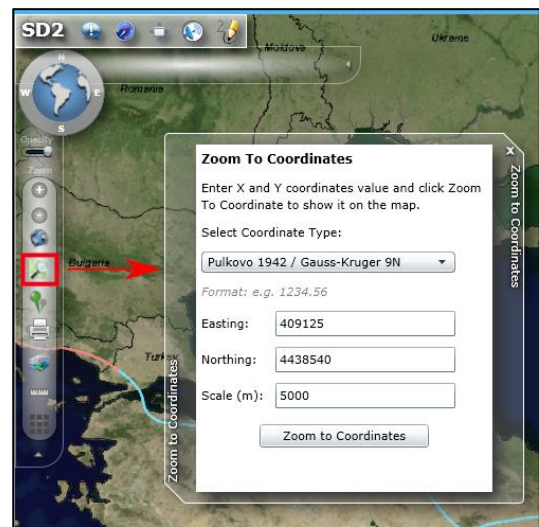 SD2
Moldova
Ukraine
Romania
N
W
E
S
Opacity
Zoom
Bulgaria
Turkey
Zoom to Coordinates
x
Zoom to Coordinates
Zoom To Coordinates
Enter X and Y coordinates value and click Zoom
To Coordinate to show it on the map.
Select Coordinate Type:
Pulkovo 1942 / Gauss-Kruger 9N
Format: e.g. 1234.56
Easting: 409125
Northing: 4438540
Scale (m): 5000
Zoom to Coordinates